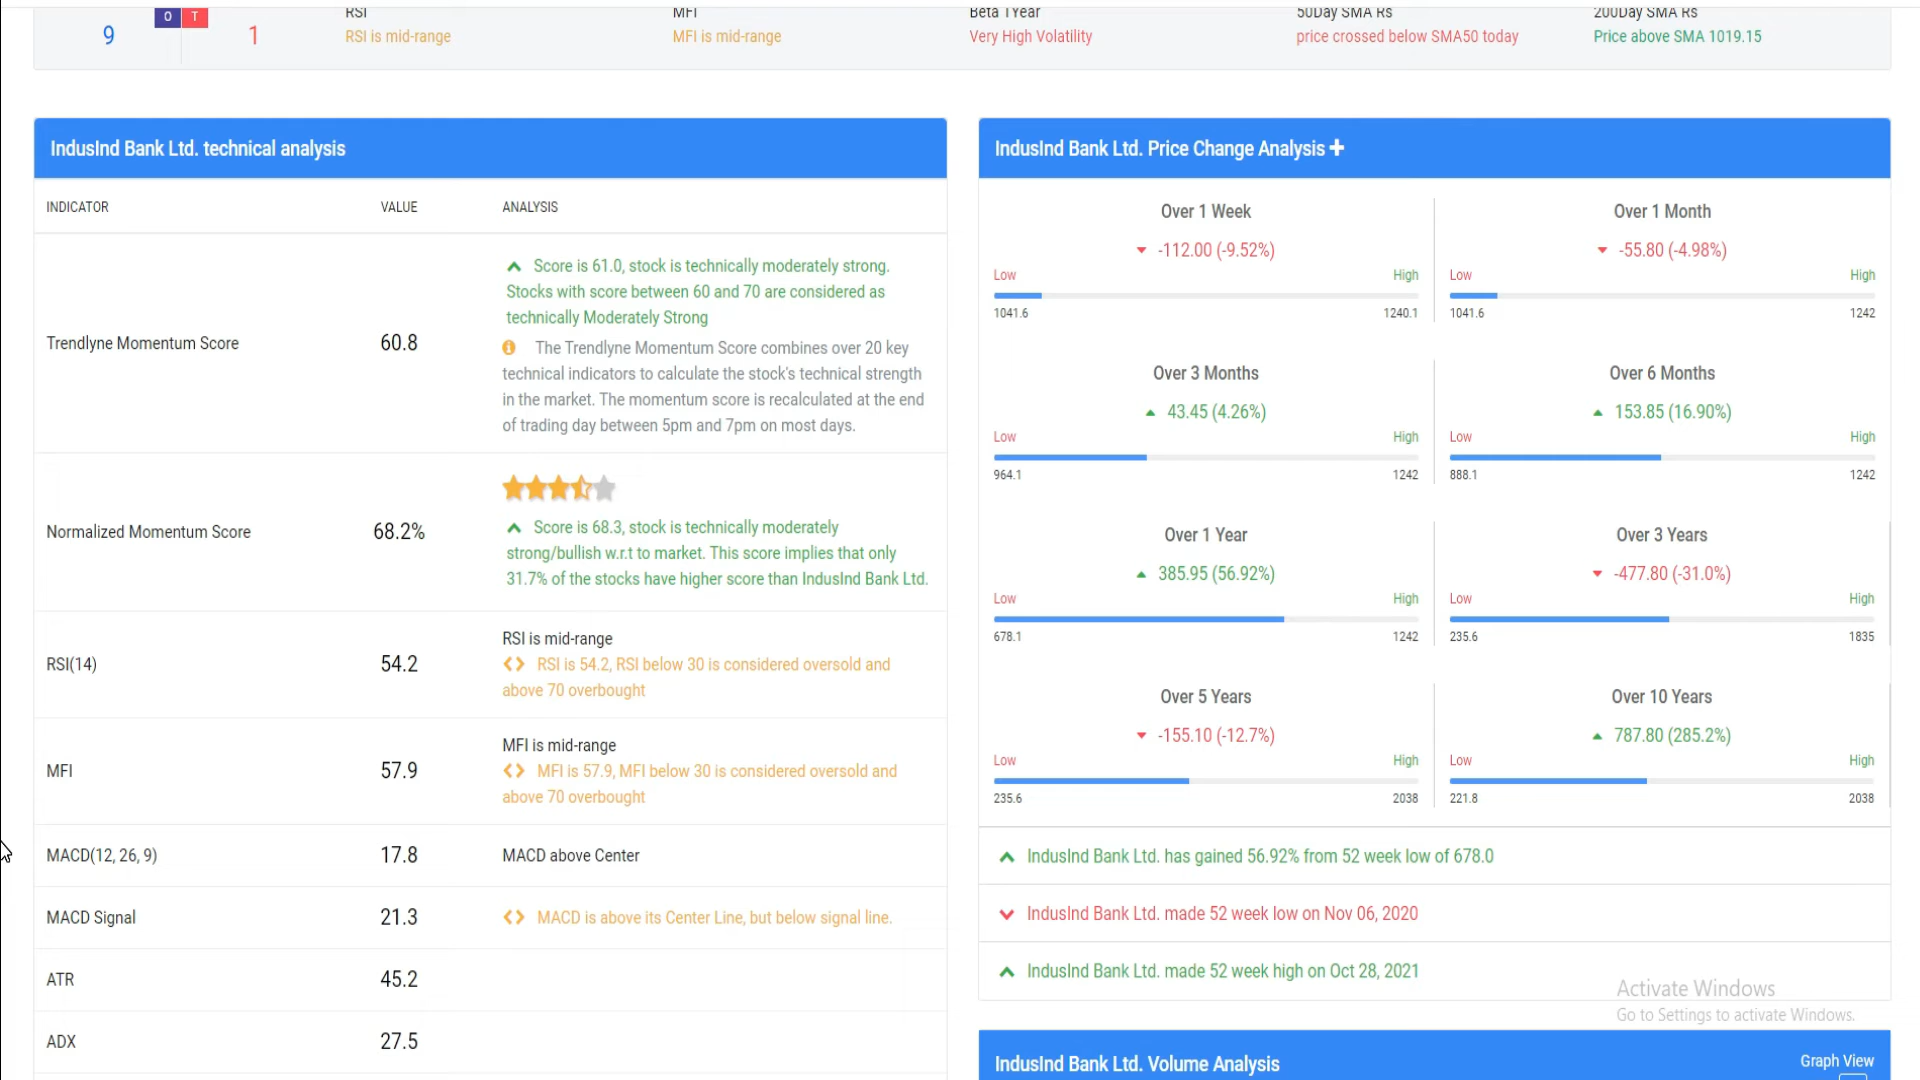 9
O T
1
RSI
RSI is mid-range
MFI
MFI is mid-range
Beta 1Year
Very High Volatility
50Day SMA Rs
price crossed below SMA50 today
200Day SMA Rs
Price above SMA 1019.15
IndusInd Bank Ltd. technical analysis
INDICATOR VALUE ANALYSIS
Trendlyne Momentum Score 60.8
Score is 61.0, stock is technically moderately strong.
Stocks with score between 60 and 70 are considered as
technically Moderately Strong
The Trendlyne Momentum Score combines over 20 key
technical indicators to calculate the stock's technical strength
in the market. The momentum score is recalculated at the end
of trading day between 5pm and 7pm on most days.
Normalized Momentum Score 68.2%
Score is 68.3, stock is technically moderately
strong/bullish w.r.t to market. This score implies that only
31.7% of the stocks have higher score than IndusInd Bank Ltd.
RSI(14) 54.2
RSI is mid-range
RSI is 54.2, RSI below 30 is considered oversold and
above 70 overbought
MFI 57.9
MFI is mid-range
MFI is 57.9, MFI below 30 is considered oversold and
above 70 overbought
MACD(12, 26, 9) 17.8 MACD above Center
MACD Signal 21.3 MACD is above its Center Line, but below signal line.
ATR 45.2
ADX 27.5
IndusInd Bank Ltd. Price Change Analysis
Over 1 Week
-112.00 (-9.52%)
Low High
1041.6 1240.1
Over 1 Month
-55.80 (-4.98%)
Low High
1041.6 1242
Over 3 Months
43.45 (4.26%)
Low High
964.1 1242
Over 6 Months
153.85 (16.90%)
Low High
888.1 1242
Over 1 Year
385.95 (56.92%)
Low High
678.1 1242
Over 3 Years
-477.80 (-31.0%)
Low High
235.6 1835
Over 5 Years
-155.10 (-12.7%)
Low High
235.6 2038
Over 10 Years
787.80 (285.2%)
Low High
221.8 2038
IndusInd Bank Ltd. has gained 56.92% from 52 week low of 678.0
IndusInd Bank Ltd. made 52 week low on Nov 06, 2020
IndusInd Bank Ltd. made 52 week high on Oct 28, 2021
Activate Windows
Go to Settings to activate Windows.
IndusInd Bank Ltd. Volume Analysis
Graph View